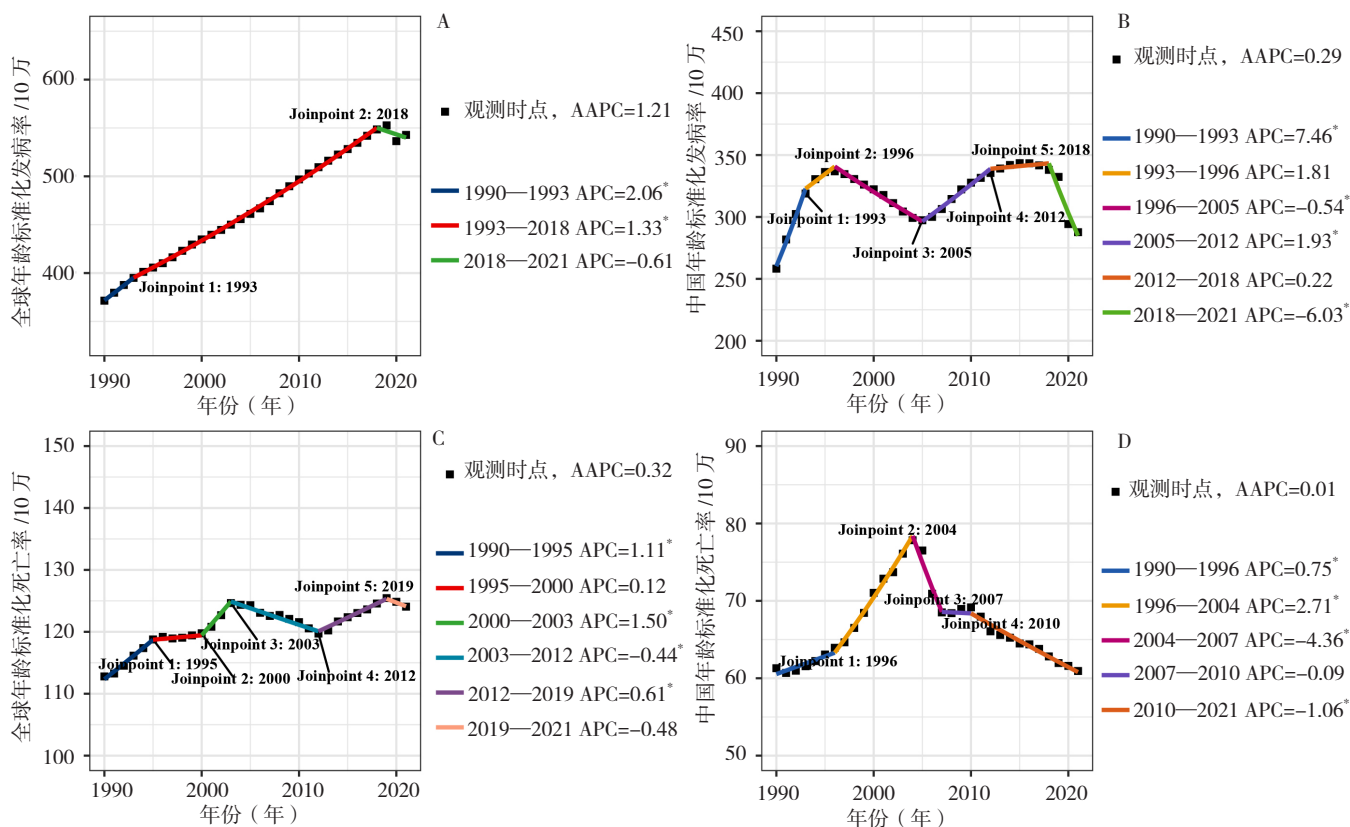 A
全球年龄标准化发病率 /10 万
600
500
400
1990
2000
2010
2020
年份（年）
Joinpoint 2: 2018
Joinpoint 1: 1993
观测时点，AAPC=1.21
1990—1993 APC=2.06*
1993—2018 APC=1.33*
2018—2021 APC=-0.61
B
中国年龄标准化发病率 /10 万
450
400
350
300
250
200
1990
2000
2010
2020
年份（年）
Joinpoint 2: 1996
Joinpoint 5: 2018
Joinpoint 1: 1993
Joinpoint 4: 2012
Joinpoint 3: 2005
观测时点，AAPC=0.29
1990—1993 APC=7.46*
1993—1996 APC=1.81
1996—2005 APC=-0.54*
2005—2012 APC=1.93*
2012—2018 APC=0.22
2018—2021 APC=-6.03*
C
全球年龄标准化死亡率 /10 万
150
140
130
120
110
100
1990
2000
2010
2020
年份（年）
Joinpoint 5: 2019
Joinpoint 3: 2003
Joinpoint 1: 1995
Joinpoint 2: 2000
Joinpoint 4: 2012
观测时点，AAPC=0.32
1990—1995 APC=1.11*
1995—2000 APC=0.12
2000—2003 APC=1.50*
2003—2012 APC=-0.44*
2012—2019 APC=0.61*
2019—2021 APC=-0.48
D
中国年龄标准化死亡率 /10 万
90
80
70
60
50
1990
2000
2010
2020
年份（年）
Joinpoint 2: 2004
Joinpoint 3: 2007
Joinpoint 4: 2010
Joinpoint 1: 1996
观测时点，AAPC=0.01
1990—1996 APC=0.75*
1996—2004 APC=2.71*
2004—2007 APC=-4.36*
2007—2010 APC=-0.09
2010—2021 APC=-1.06*